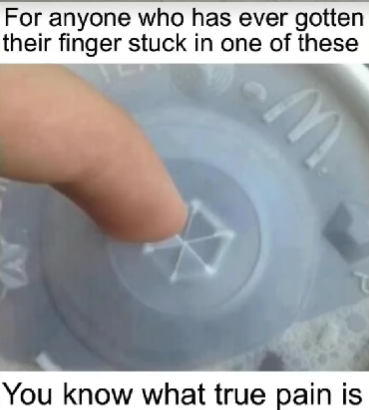 For anyone who has ever gotten
their finger stuck in one of these
TEA
You know what true pain is